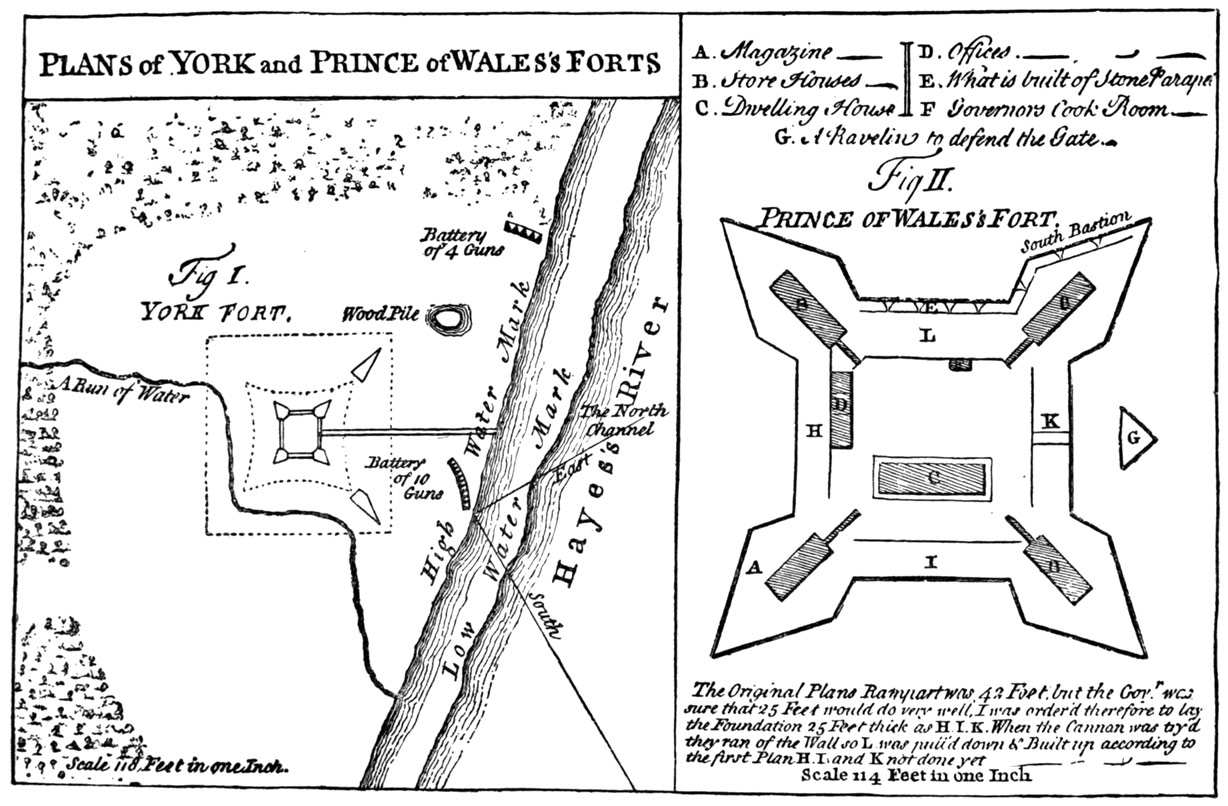 PLANS of YORK and PRINCE of WALES's FORTS
Battery
of 4 Guns
Fig I.
YORK FORT.
Wood Pile
A Run of Water
Battery
of 10
Guns
High Water Mark
Low Water Mark
The North
Channel
East
South
Hayes's River
Scale 118 Feet in one Inch.
A. Magazine
B. Store Houses
C. Dwelling House
D. Offices.
E. What is built of Stone Parapet
F Governors Cook Room
G. A Ravelin to defend the Gate.
Fig II.
PRINCE OF WALES's FORT.
South Bastion
B
E
B
L
D
H
K
G
C
A
I
B
The Original Plans Rampart was 42 Feet, but the Gov.r was
sure that 25 Feet would do very well, I was order'd therefore to lay
the Foundation 25 Feet thick as H. I. K. When the Cannan was try'd
they ran of the Wall so L was pull'd down & Built up according to
the first Plan H. I. and K not done yet
Scale 114 Feet in one Inch